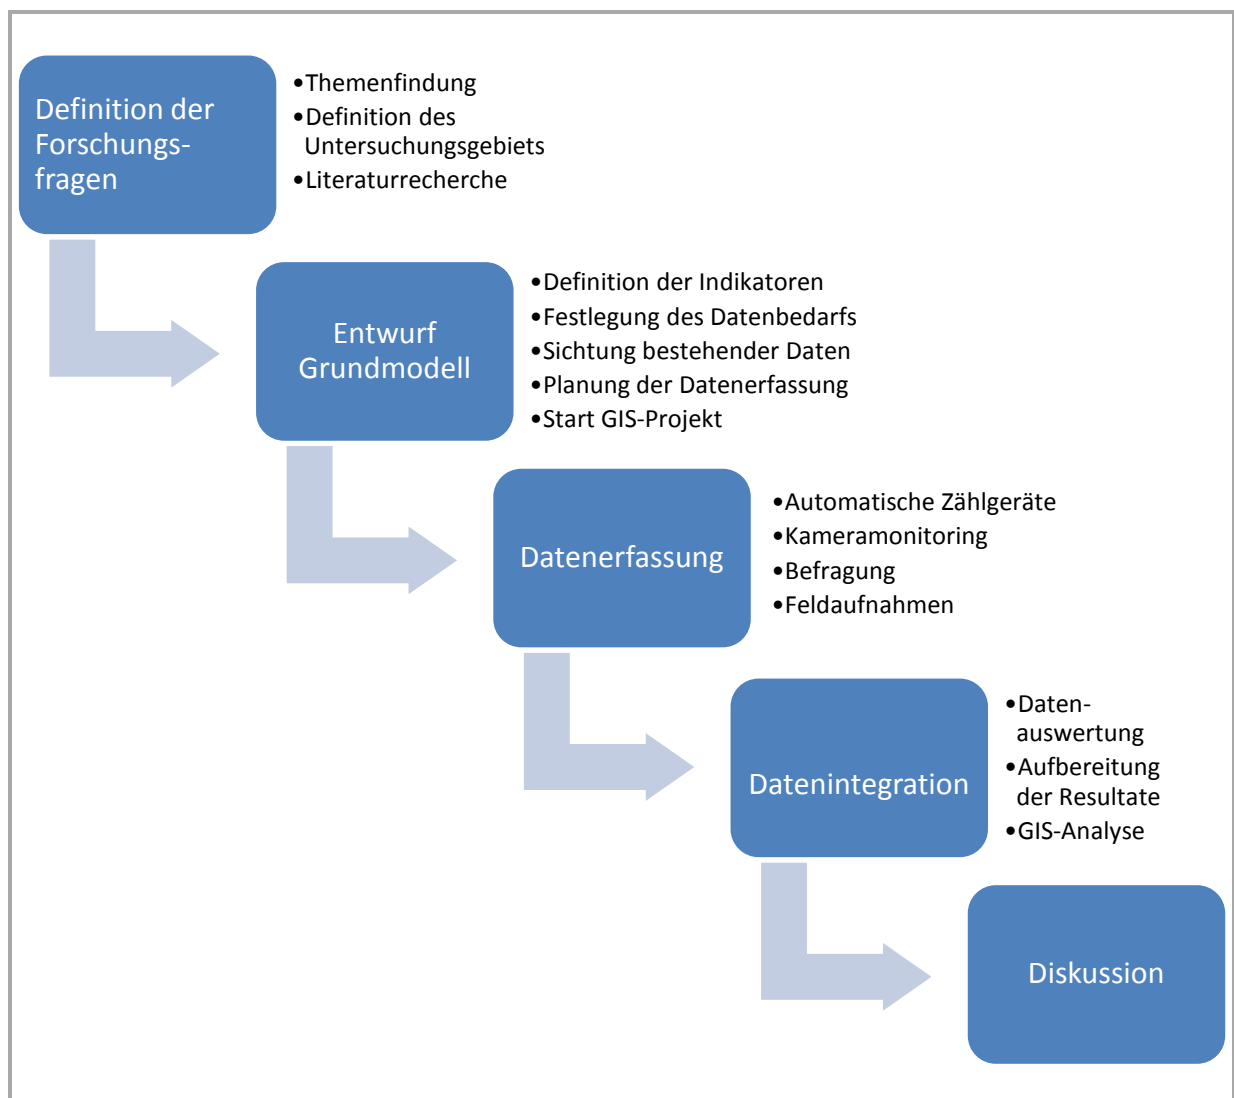 Definition der
Forschungs-
fragen
•Themenfindung
•Definition des
Untersuchungsgebiets
•Literaturrecherche
Entwurf
Grundmodell
•Definition der Indikatoren
•Festlegung des Datenbedarfs
•Sichtung bestehender Daten
•Planung der Datenerfassung
•Start GIS-Projekt
Datenerfassung
•Automatische Zählgeräte
•Kameramonitoring
•Befragung
•Feldaufnahmen
Datenintegration
•Daten-
auswertung
•Aufbereitung
der Resultate
•GIS-Analyse
Diskussion